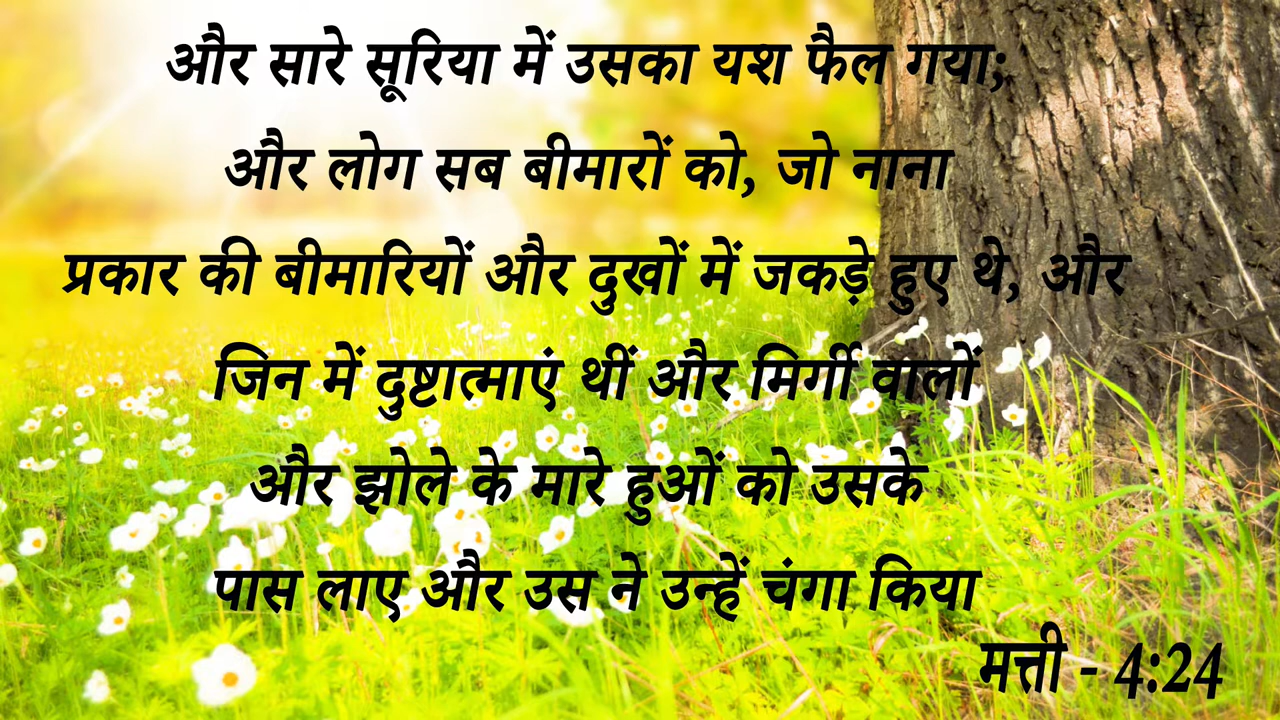 और सारे सूरिया में उसका यश फैल गया;
और लोग सब बीमारों को, जो नाना
प्रकार की बीमारियों और दुखों में जकड़े हुए थे, और
जिन में दुष्टात्माएं थीं और मिर्गी वालों
और झोले के मारे हुओं को उसके
पास लाए और उस ने उन्हें चंगा किया
मत्ती - 4:24